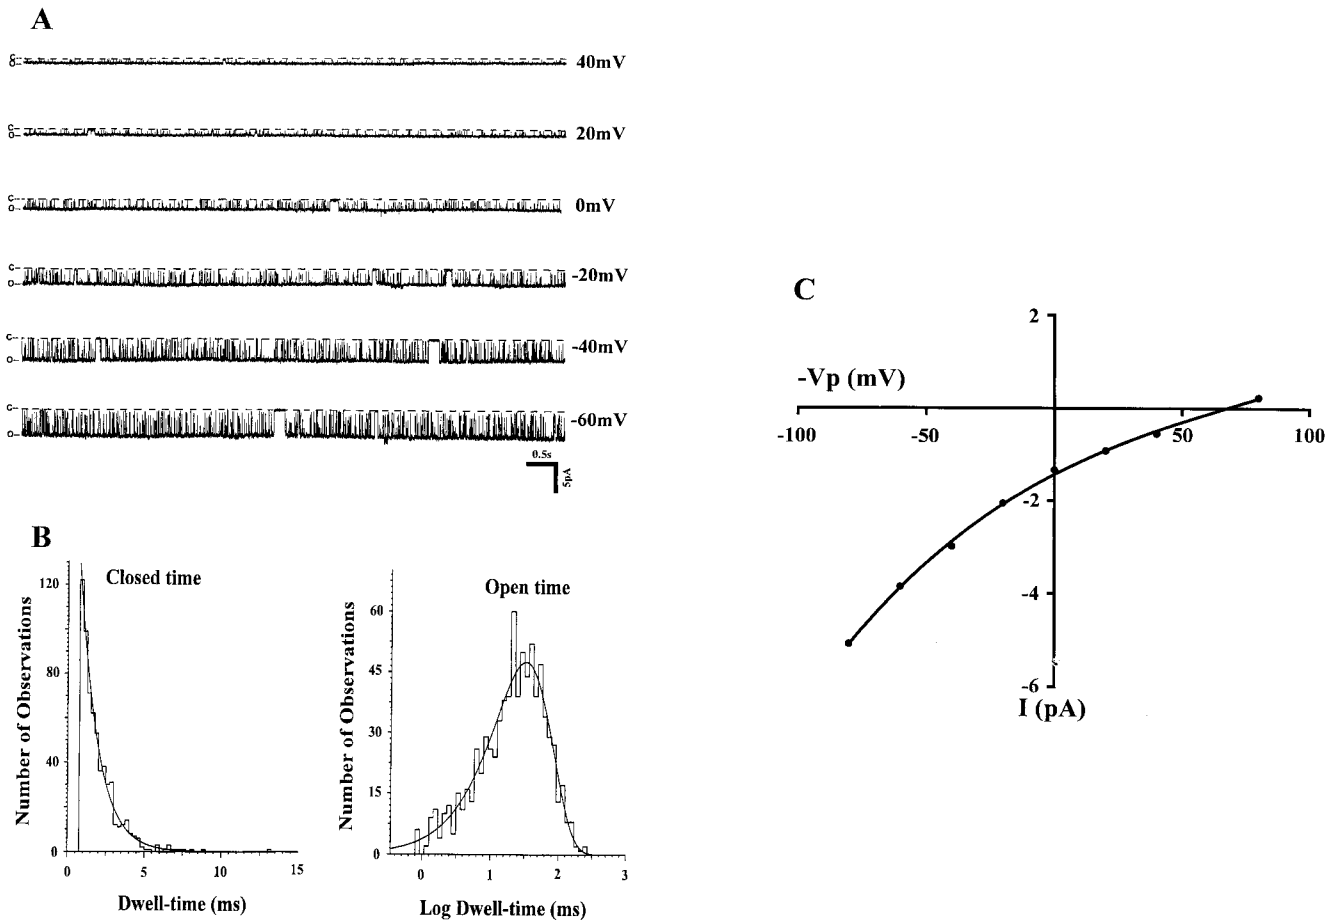 A
C
O
40mV
C
O
20mV
C
O
0mV
C
O
-20mV
C
O
-40mV
C
O
-60mV
0.5s
5pA
B
Closed time
Number of Observations
120
80
40
0
0
5
10
15
Dwell-time (ms)
Open time
Number of Observations
60
45
30
15
0
0
1
2
3
Log Dwell-time (ms)
C
2
-Vp (mV)
-100
-50
50
100
-2
-4
-6
I (pA)